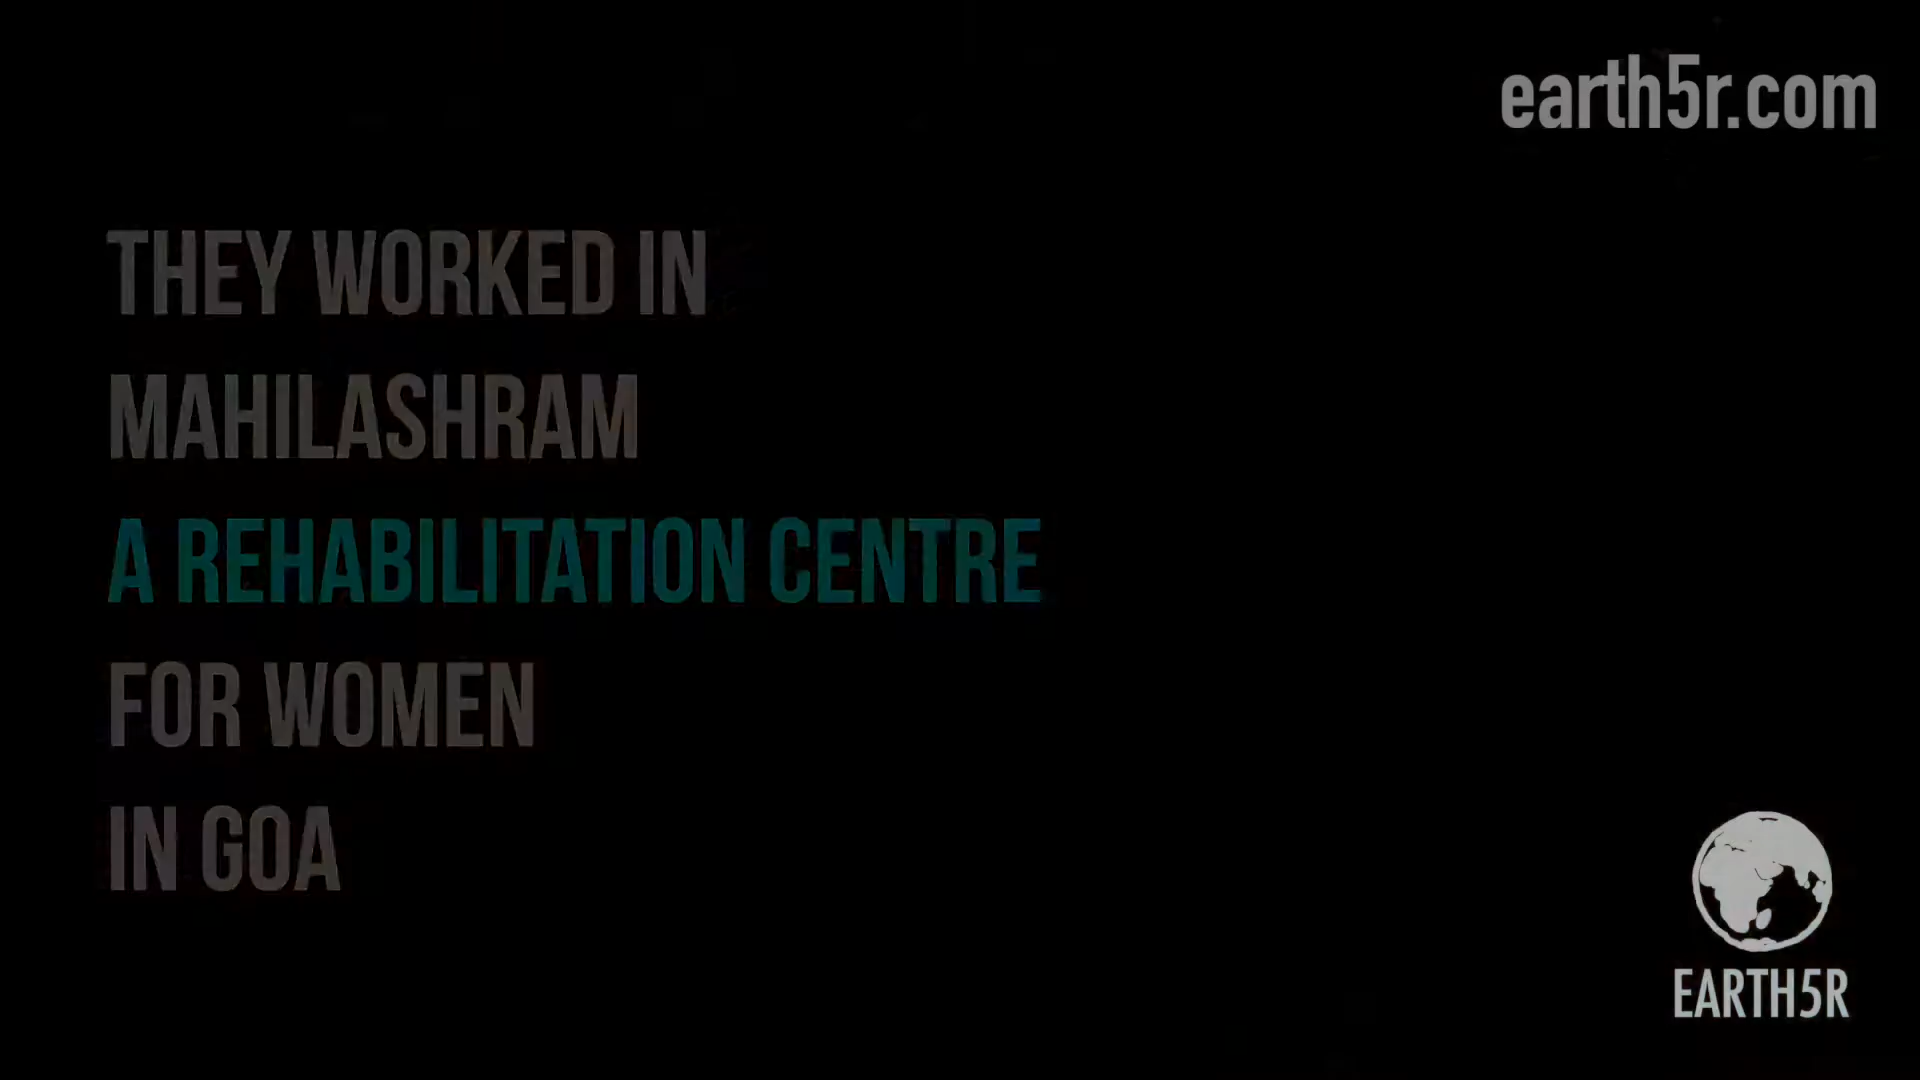 earth5r.com
THEY WORKED IN
MAHILASHRAM
A REHABILITATION CENTRE
FOR WOMEN
IN GOA
EARTH5R